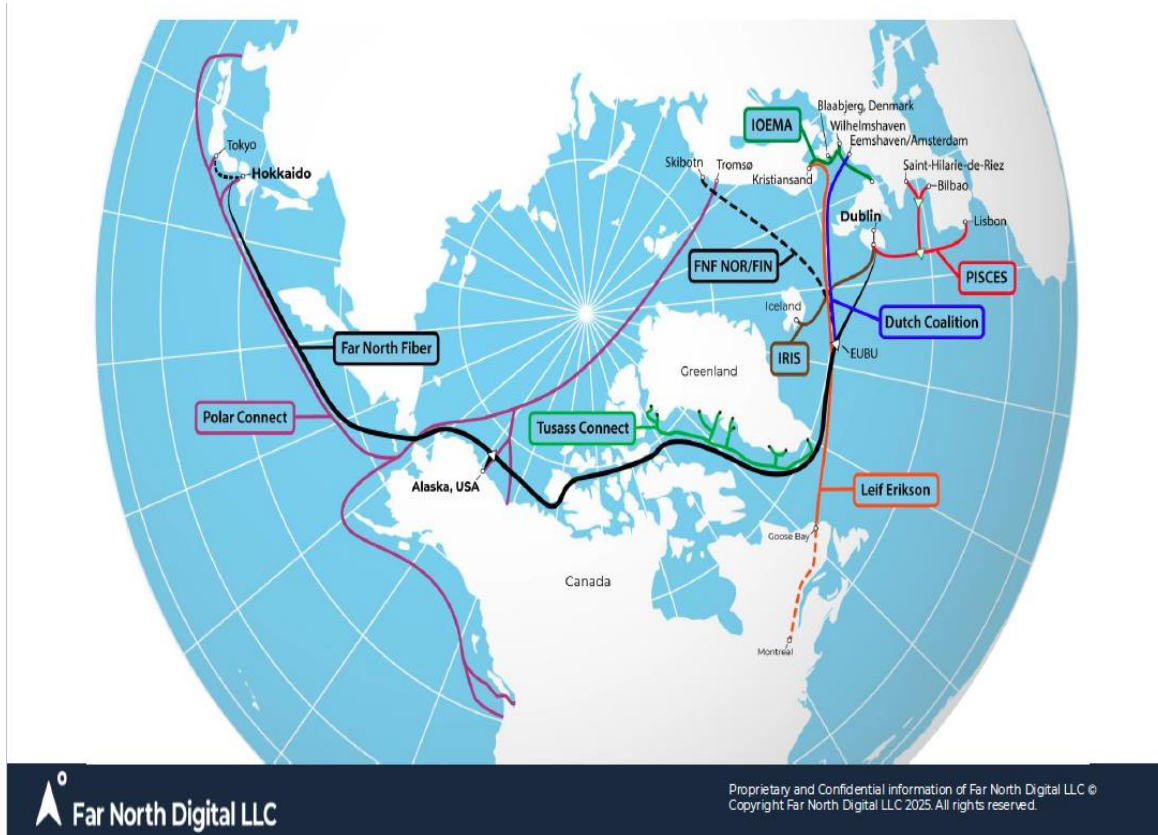 Blaabjerg, Denmark
IOEMA
Wilhelmshaven
Eemshaven/Amsterdam
Tokyo
Skibotn
Tromsø
Kristiansand
Saint-Hilarie-de-Riez
Bilbao
Hokkaido
Dublin
Lisbon
FNF NOR/FIN
PISCES
Iceland
Dutch Coalition
Far North Fiber
IRIS
EUBU
Greenland
Polar Connect
Tusass Connect
Alaska, USA
Leif Erikson
Goose Bay
Canada
Montreal
Far North Digital LLC
Proprietary and Confidential information of Far North Digital LLC ©
Copyright Far North Digital LLC 2025. All rights reserved.